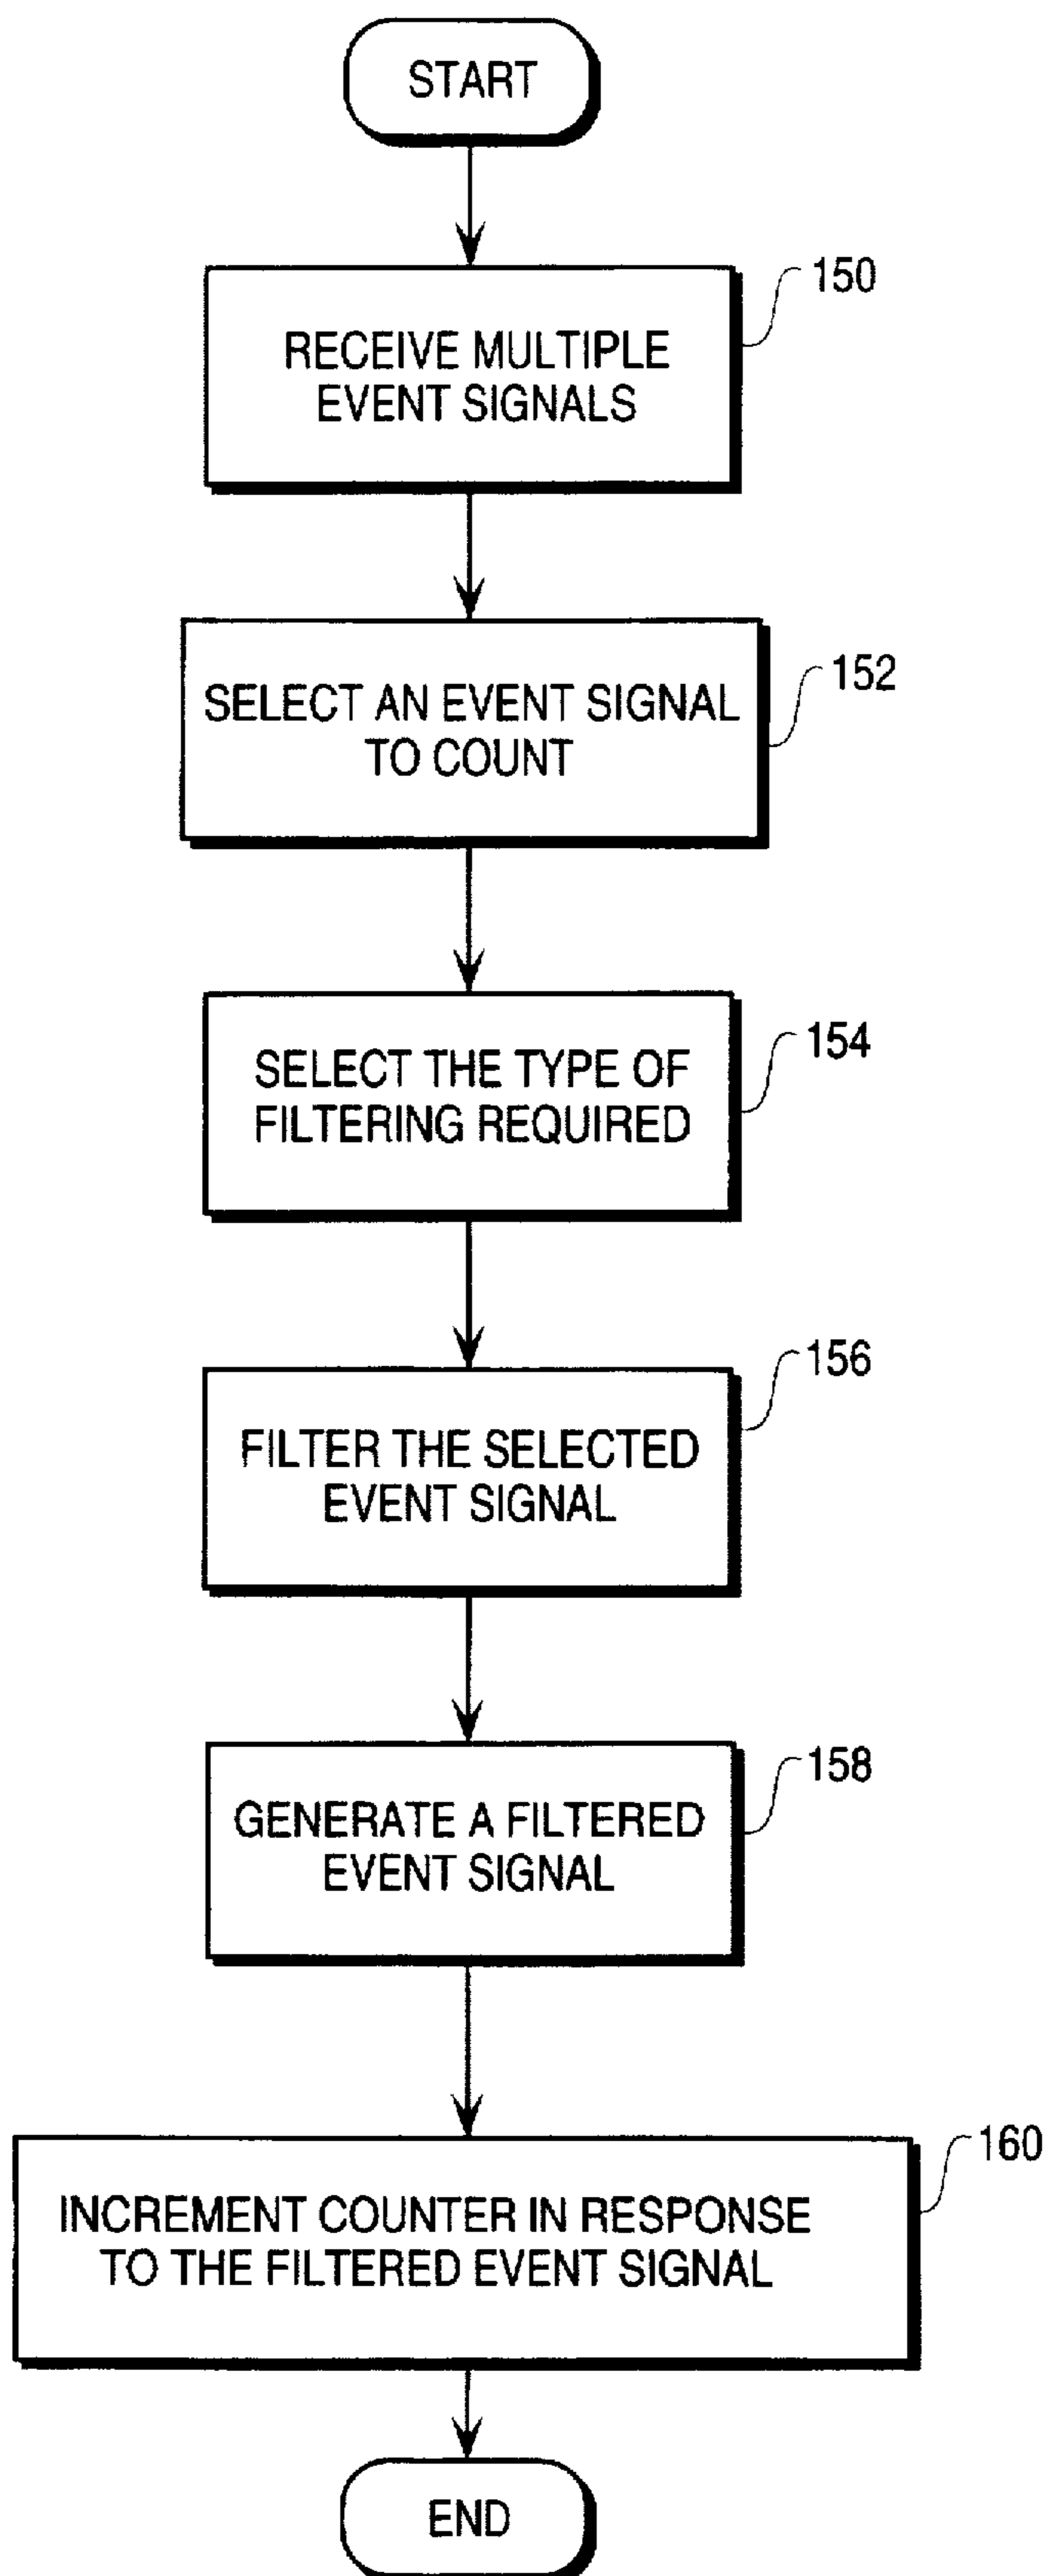 START
150
RECEIVE MULTIPLE
EVENT SIGNALS
152
SELECT AN EVENT SIGNAL
TO COUNT
154
SELECT THE TYPE OF
FILTERING REQUIRED
156
FILTER THE SELECTED
EVENT SIGNAL
158
GENERATE A FILTERED
EVENT SIGNAL
160
INCREMENT COUNTER IN RESPONSE
TO THE FILTERED EVENT SIGNAL
END